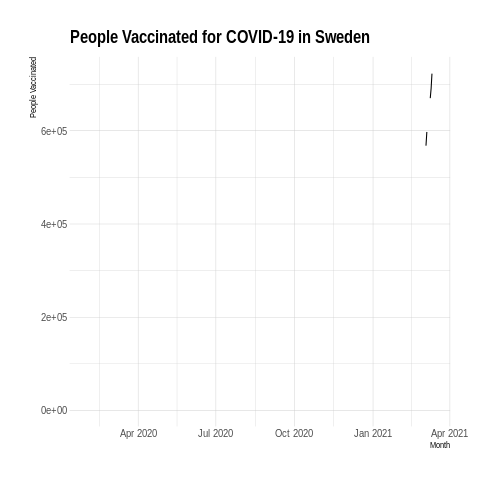 People Vaccinated for COVID-19 in Sweden
People Vaccinated
6e+05
4e+05
2e+05
0e+00
Apr 2020 Jul 2020 Oct 2020 Jan 2021 Apr 2021
Month